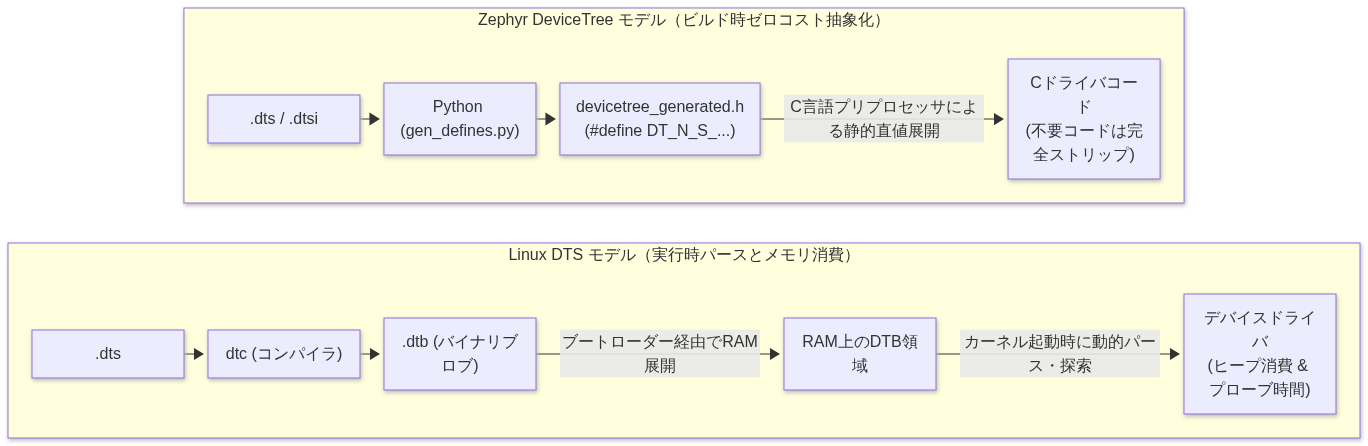 Zephyr DeviceTree モデル（ビルド時ゼロコスト抽象化）
.dts / .dtsi
Python
(gen_defines.py)
devicetree_generated.h
(#define DT_N_S_...)
C言語プリプロセッサによ
る静的直値展開
Cドライバコー
ド
(不要コードは完
全ストリップ)
Linux DTS モデル（実行時パースとメモリ消費）
.dts
dtc (コンパイラ)
.dtb (バイナリブ
ロブ)
ブートローダー経由でRAM
展開
RAM上のDTB領
域
カーネル起動時に動的パー
ス・探索
デバイスドライ
バ
(ヒープ消費 &
プローブ時間)